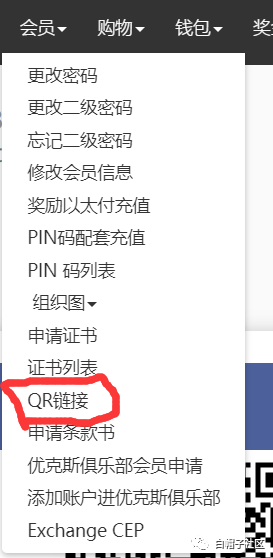 会员 购物 钱包 奖
更改密码
更改二级密码
忘记二级密码
修改会员信息
奖励以太付充值
PIN码配套充值
PIN 码列表
组织图
申请证书
证书列表
QR链接
申请条款书
优克斯俱乐部会员申请
添加账户进优克斯俱乐部
Exchange CEP
白帽子社区